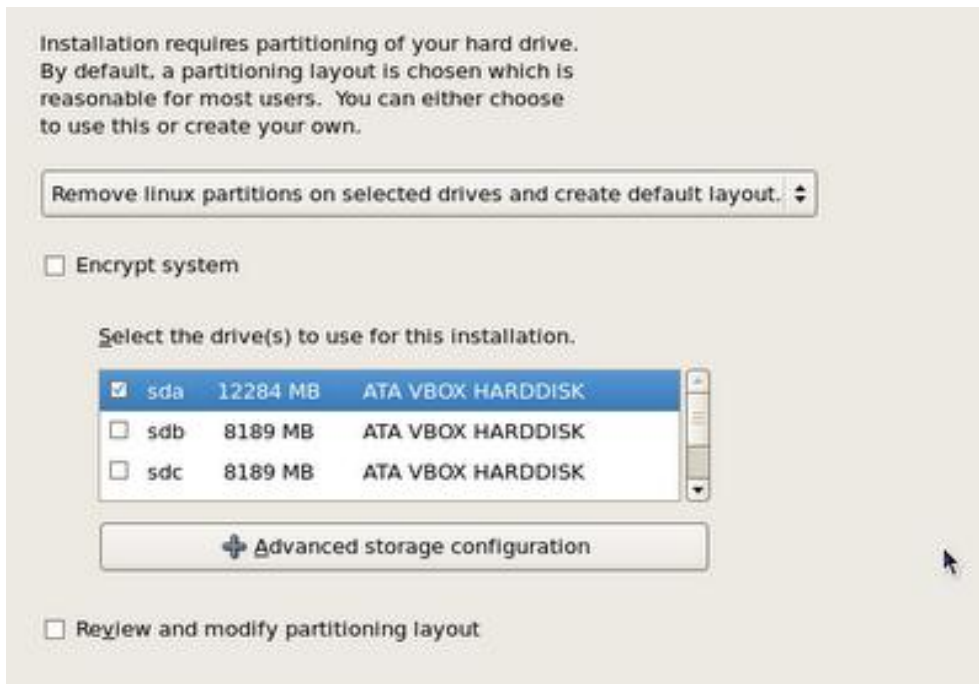 Installation requires partitioning of your hard drive.
By default, a partitioning layout is chosen which is
reasonable for most users. You can either choose
to use this or create your own.
Remove linux partitions on selected drives and create default layout.
Encrypt system
Select the drive(s) to use for this installation.
sda 12284 MB ATA VBOX HARDDISK
sdb 8189 MB ATA VBOX HARDDISK
sdc 8189 MB ATA VBOX HARDDISK
Advanced storage configuration
Review and modify partitioning layout